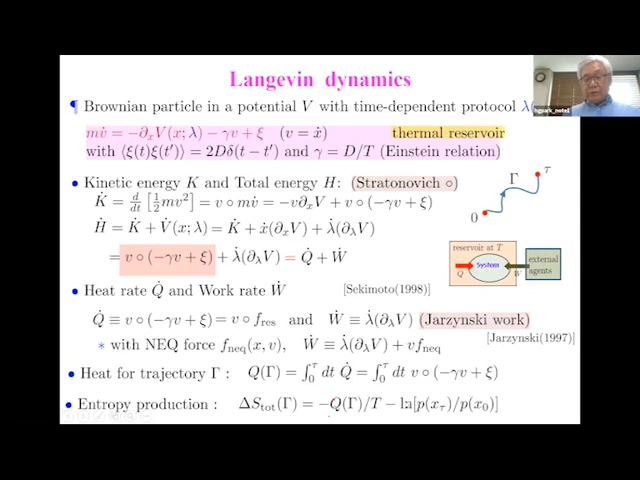 Langevin dynamics
¶ Brownian particle in a potential V with time-dependent protocol λ(
mv̇ = −∂ₓV(x; λ) − γv + ξ (v = ẋ) thermal reservoir
with ⟨ξ(t)ξ(t′)⟩ = 2Dδ(t − t′) and γ = D/T (Einstein relation)
• Kinetic energy K and Total energy H: (Stratonovich ∘)
K̇ = d/dt [½mv²] = v ∘ mv̇ = −v∂ₓV + v ∘ (−γv + ξ)
Ḣ = K̇ + V̇(x; λ) = K̇ + ẋ(∂ₓV) + λ̇(∂_λV)
= v ∘ (−γv + ξ) + λ̇(∂_λV) = Q̇ + Ẇ
• Heat rate Q̇ and Work rate Ẇ [Sekimoto(1998)]
Q̇ ≡ v ∘ (−γv + ξ) = v ∘ f_res and Ẇ ≡ λ̇(∂_λV) (Jarzynski work)
* with NEQ force f_neq(x, v), Ẇ ≡ λ̇(∂_λV) + vf_neq [Jarzynski(1997)]
• Heat for trajectory Γ : Q(Γ) = ∫₀^τ dt Q̇ = ∫₀^τ dt v ∘ (−γv + ξ)
• Entropy production : ΔS_tot(Γ) = −Q(Γ)/T − ln[p(x_τ)/p(x₀)]
0 Γ τ
reservoir at T
System
Q W
external
agents
hgpark_note1